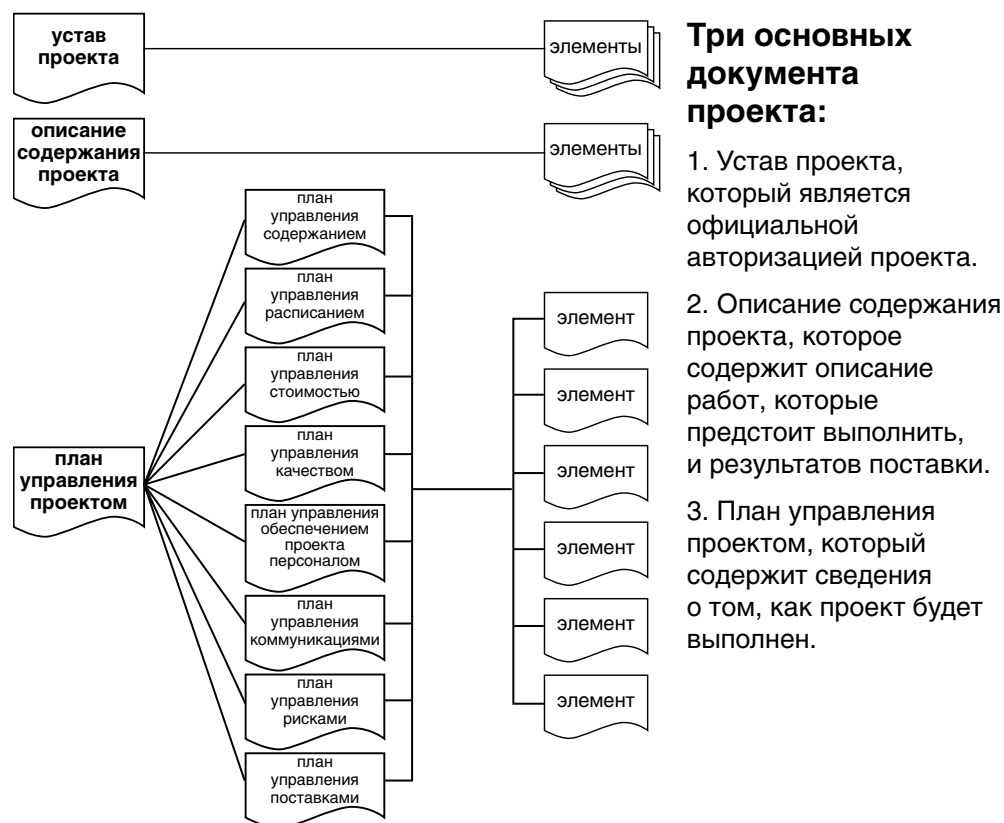 устав
проекта
элементы
описание
содержания
проекта
элементы
план
управления
проектом
план
управления
содержанием
план
управления
расписанием
план
управления
стоимостью
план
управления
качеством
план управления
обеспечением
проекта
персоналом
план
управления
коммуникациями
план
управления
рисками
план
управления
поставками
элемент
элемент
элемент
элемент
элемент
элемент
Три основных
документа
проекта:
1. Устав проекта,
который является
официальной
авторизацией проекта.
2. Описание содержания
проекта, которое
содержит описание
работ, которые
предстоит выполнить,
и результатов поставки.
3. План управления
проектом, который
содержит сведения
о том, как проект будет
выполнен.